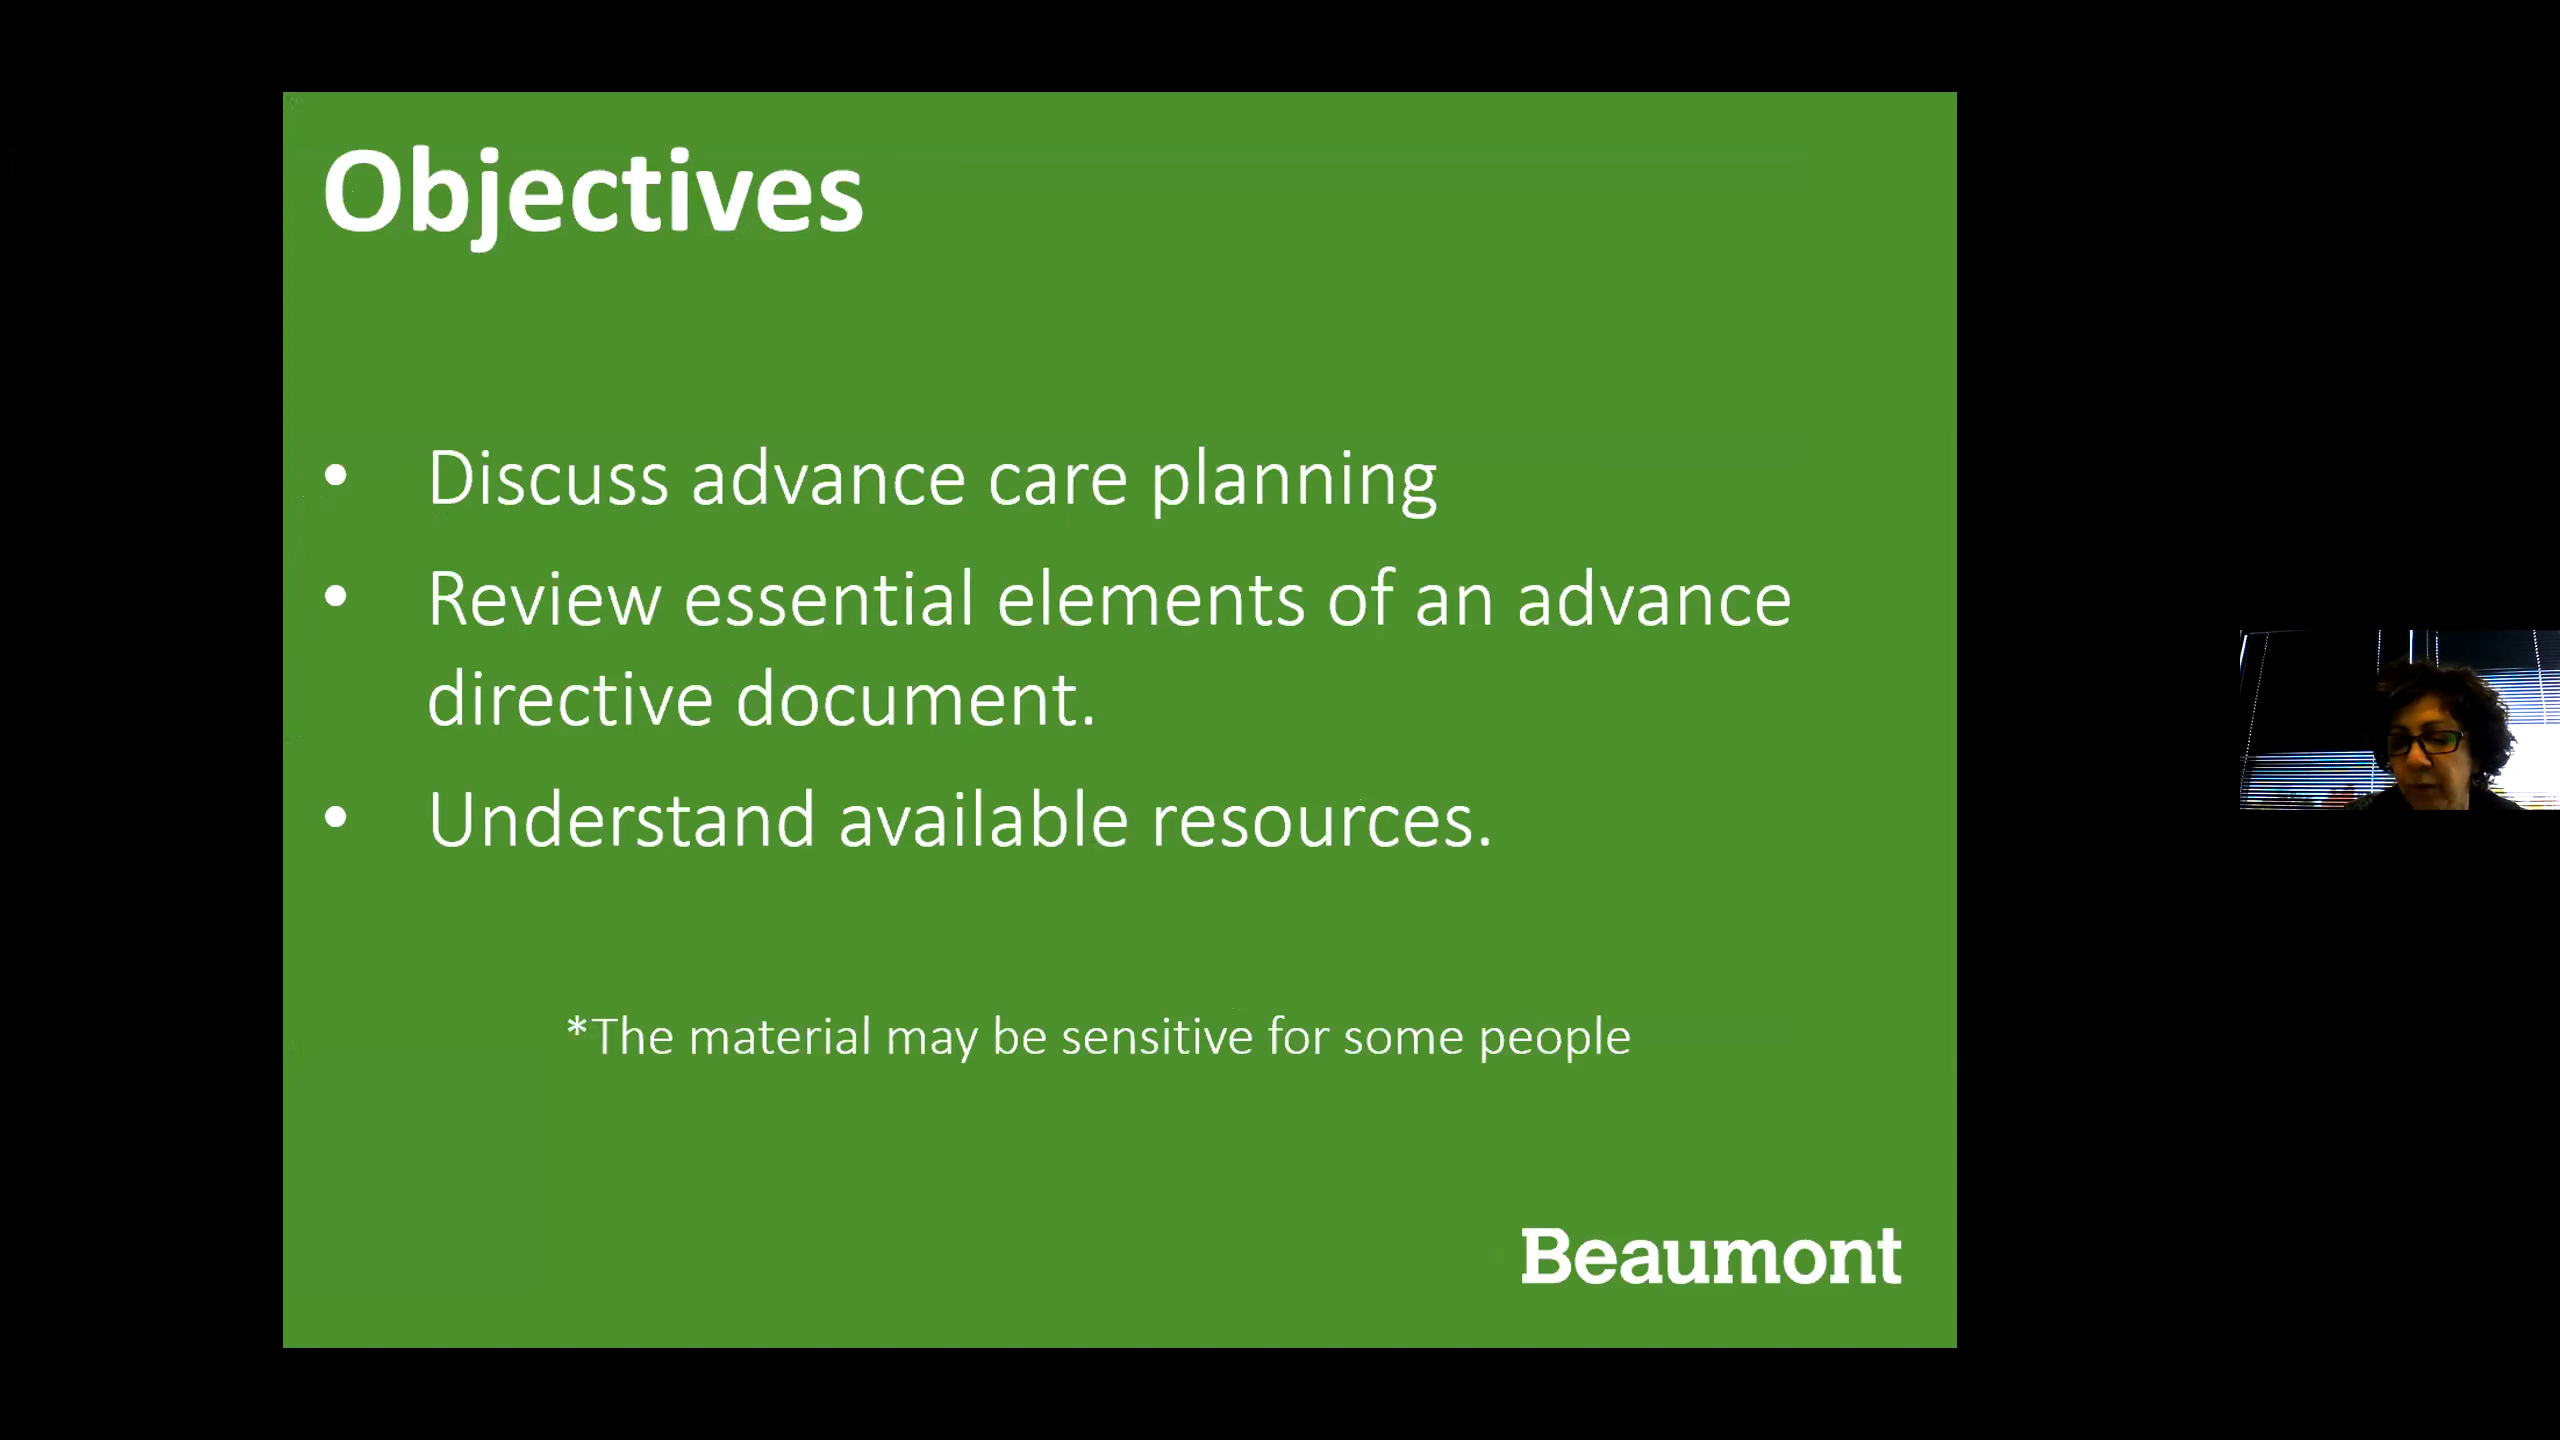 Objectives
• Discuss advance care planning
• Review essential elements of an advance
directive document.
• Understand available resources.
*The material may be sensitive for some people
Beaumont